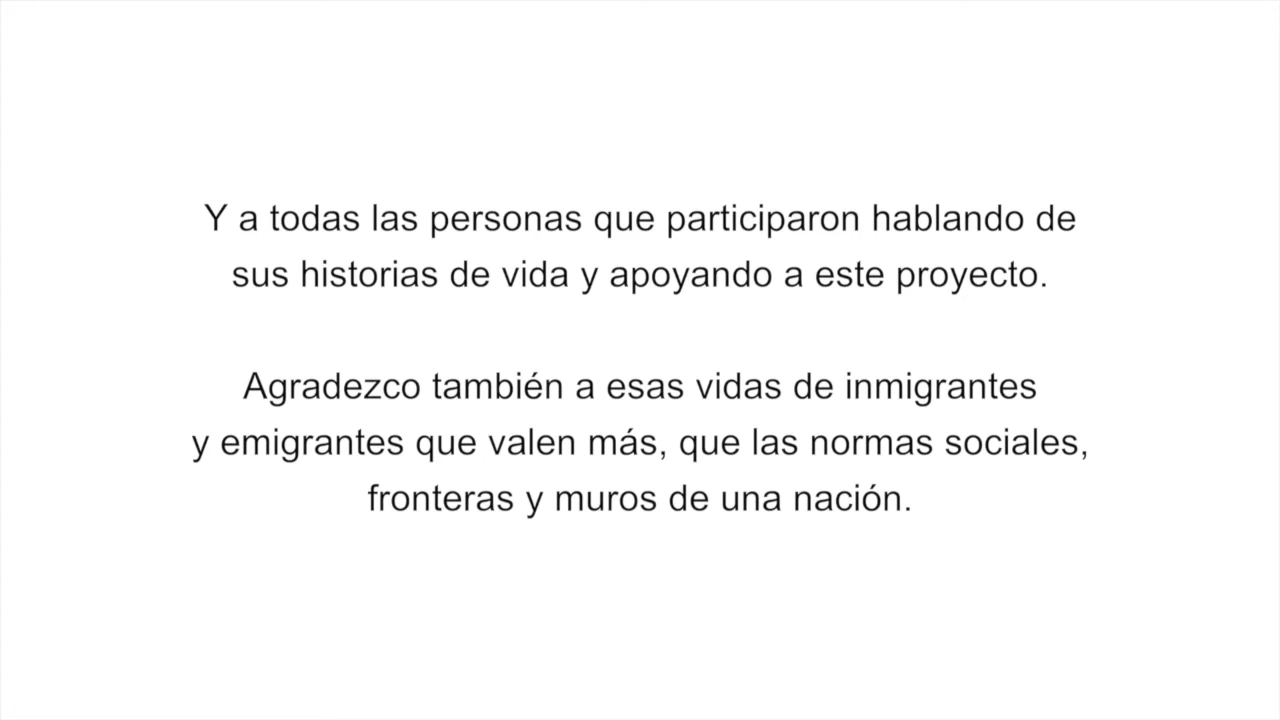 Y a todas las personas que participaron hablando de
sus historias de vida y apoyando a este proyecto.
Agradezco también a esas vidas de inmigrantes
y emigrantes que valen más, que las normas sociales,
fronteras y muros de una nación.